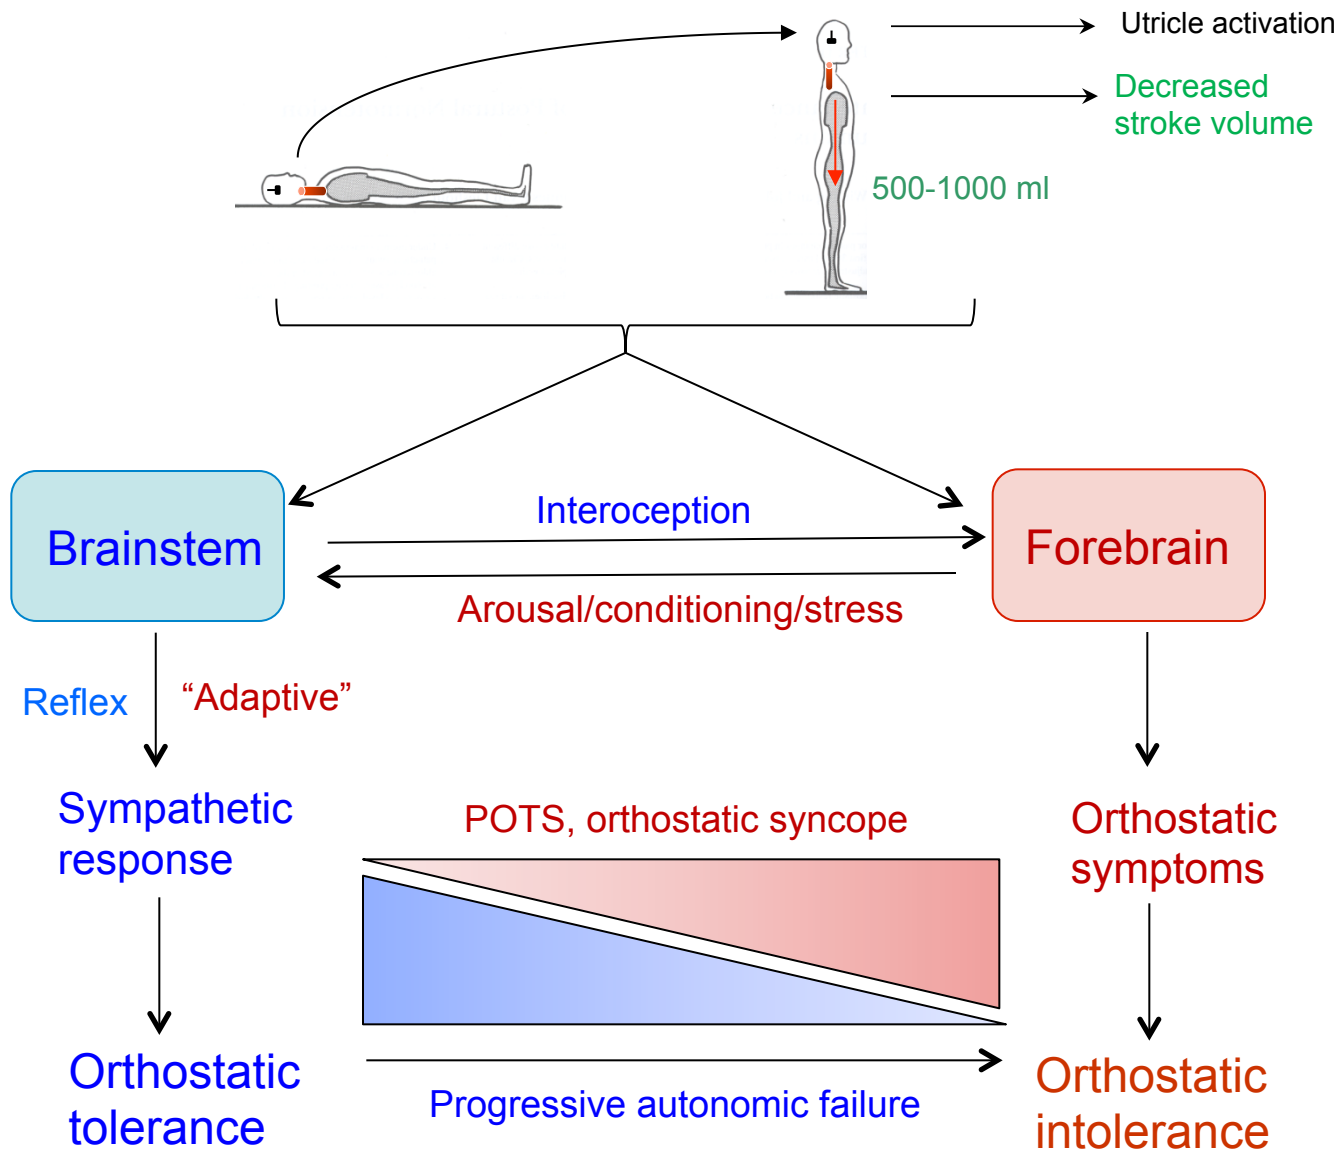 Utricle activation
Decreased
stroke volume
500-1000 ml
Interoception
Brainstem
Forebrain
Arousal/conditioning/stress
Reflex
“Adaptive”
Sympathetic
response
POTS, orthostatic syncope
Orthostatic
symptoms
Orthostatic
tolerance
Progressive autonomic failure
Orthostatic
intolerance